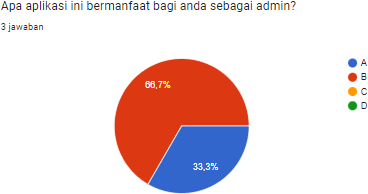 Apa aplikasi ini bermanfaat bagi anda sebagai admin?
3 jawaban
66,7%
33,3%
A
B
C
D